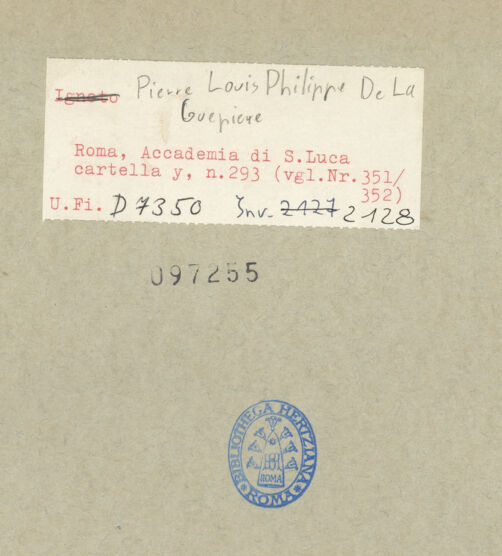 Ignoto Pierre Louis Philippe De La
Guepiere
Roma, Accademia di S.Luca
cartella y, n.293 (vgl.Nr.351/
352)
U.Fi. D 7350 Inv. 2127 2128
097255
BIBLIOTHECA HERTZIANA
ROMA
ROMA